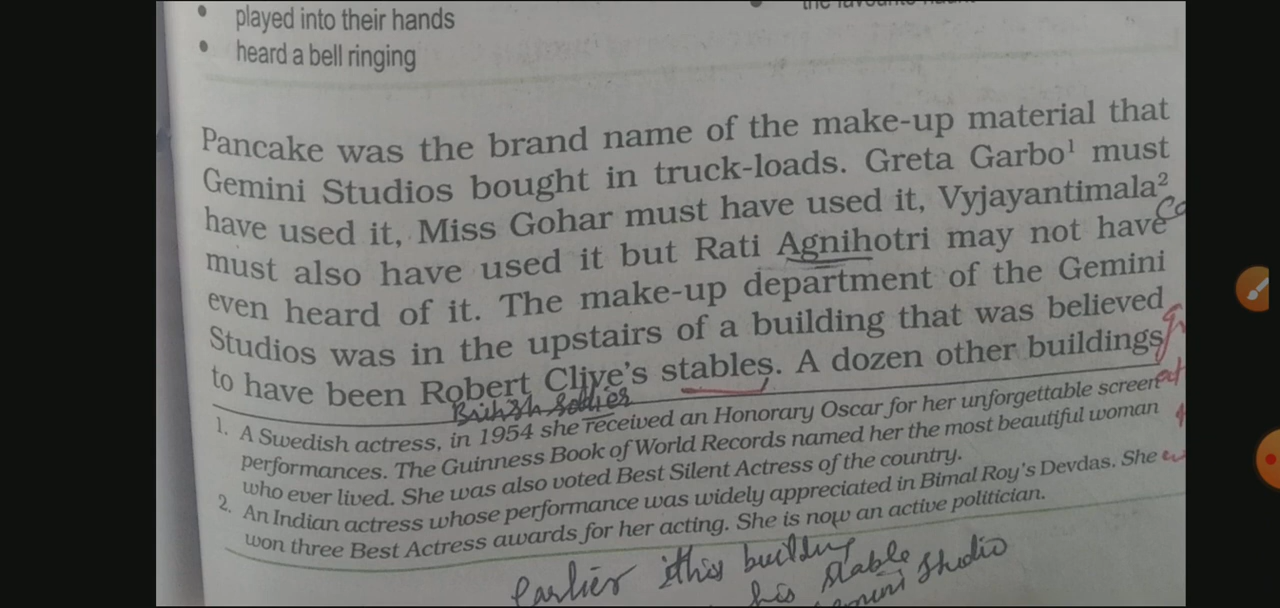 played into their hands
heard a bell ringing
Pancake was the brand name of the make-up material that
Gemini Studios bought in truck-loads. Greta Garbo¹ must
have used it, Miss Gohar must have used it, Vyjayantimala²
must also have used it but Rati Agnihotri may not have
even heard of it. The make-up department of the Gemini
Studios was in the upstairs of a building that was believed
to have been Robert Clive's stables. A dozen other buildings
British Soldier
1. A Swedish actress, in 1954 she received an Honorary Oscar for her unforgettable screen
performances. The Guinness Book of World Records named her the most beautiful woman
who ever lived. She was also voted Best Silent Actress of the country.
2. An Indian actress whose performance was widely appreciated in Bimal Roy's Devdas. She
won three Best Actress awards for her acting. She is now an active politician.
Earlier this building
his stable
Studio